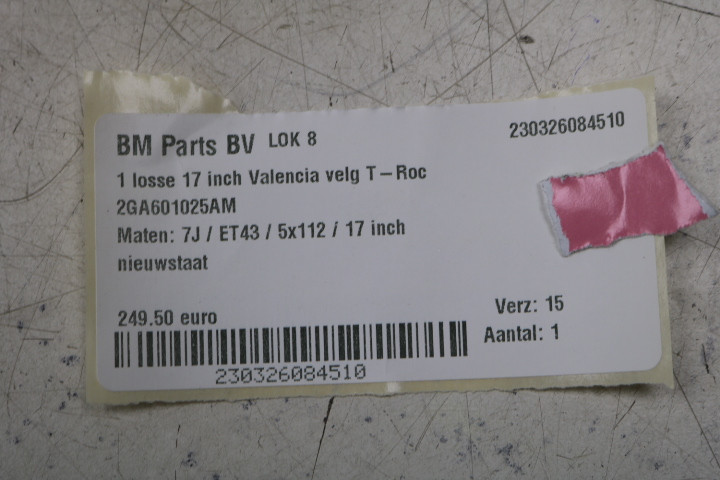 BM Parts BV LOK 8 230326084510
1 losse 17 inch Valencia velg T-Roc
2GA601025AM
Maten: 7J / ET43 / 5x112 / 17 inch
nieuwstaat
249.50 euro Verz: 15
Aantal: 1
230326084510